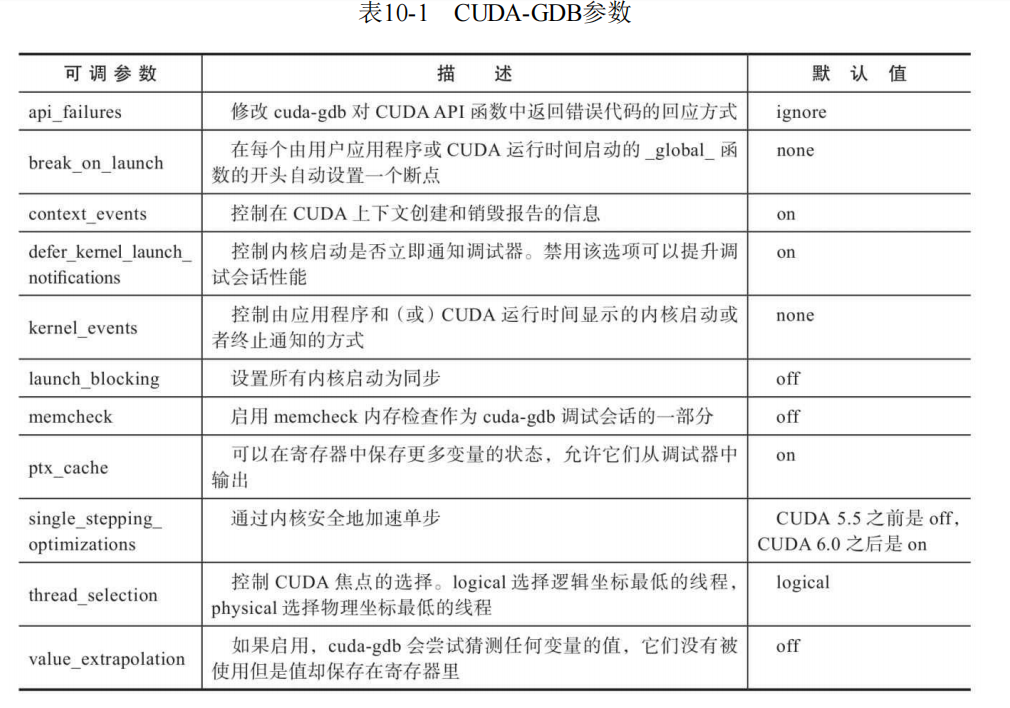 表10-1 CUDA-GDB参数
可调参数 描述 默认值
api_failures 修改 cuda-gdb 对 CUDA API 函数中返回错误代码的回应方式 ignore
break_on_launch 在每个由用户应用程序或 CUDA 运行时间启动的 _global_ 函 none
数的开头自动设置一个断点
context_events 控制在 CUDA 上下文创建和销毁报告的信息 on
defer_kernel_launch_ 控制内核启动是否立即通知调试器。禁用该选项可以提升调 on
notifications 试会话性能
kernel_events 控制由应用程序和（或）CUDA 运行时间显示的内核启动或 none
者终止通知的方式
launch_blocking 设置所有内核启动为同步 off
memcheck 启用 memcheck 内存检查作为 cuda-gdb 调试会话的一部分 off
ptx_cache 可以在寄存器中保存更多变量的状态，允许它们从调试器中 on
输出
single_stepping_ 通过内核安全地加速单步 CUDA 5.5 之前是 off，
optimizations CUDA 6.0 之后是 on
thread_selection 控制 CUDA 焦点的选择。logical 选择逻辑坐标最低的线程， logical
physical 选择物理坐标最低的线程
value_extrapolation 如果启用，cuda-gdb 会尝试猜测任何变量的值，它们没有被 off
使用但是值却保存在寄存器里